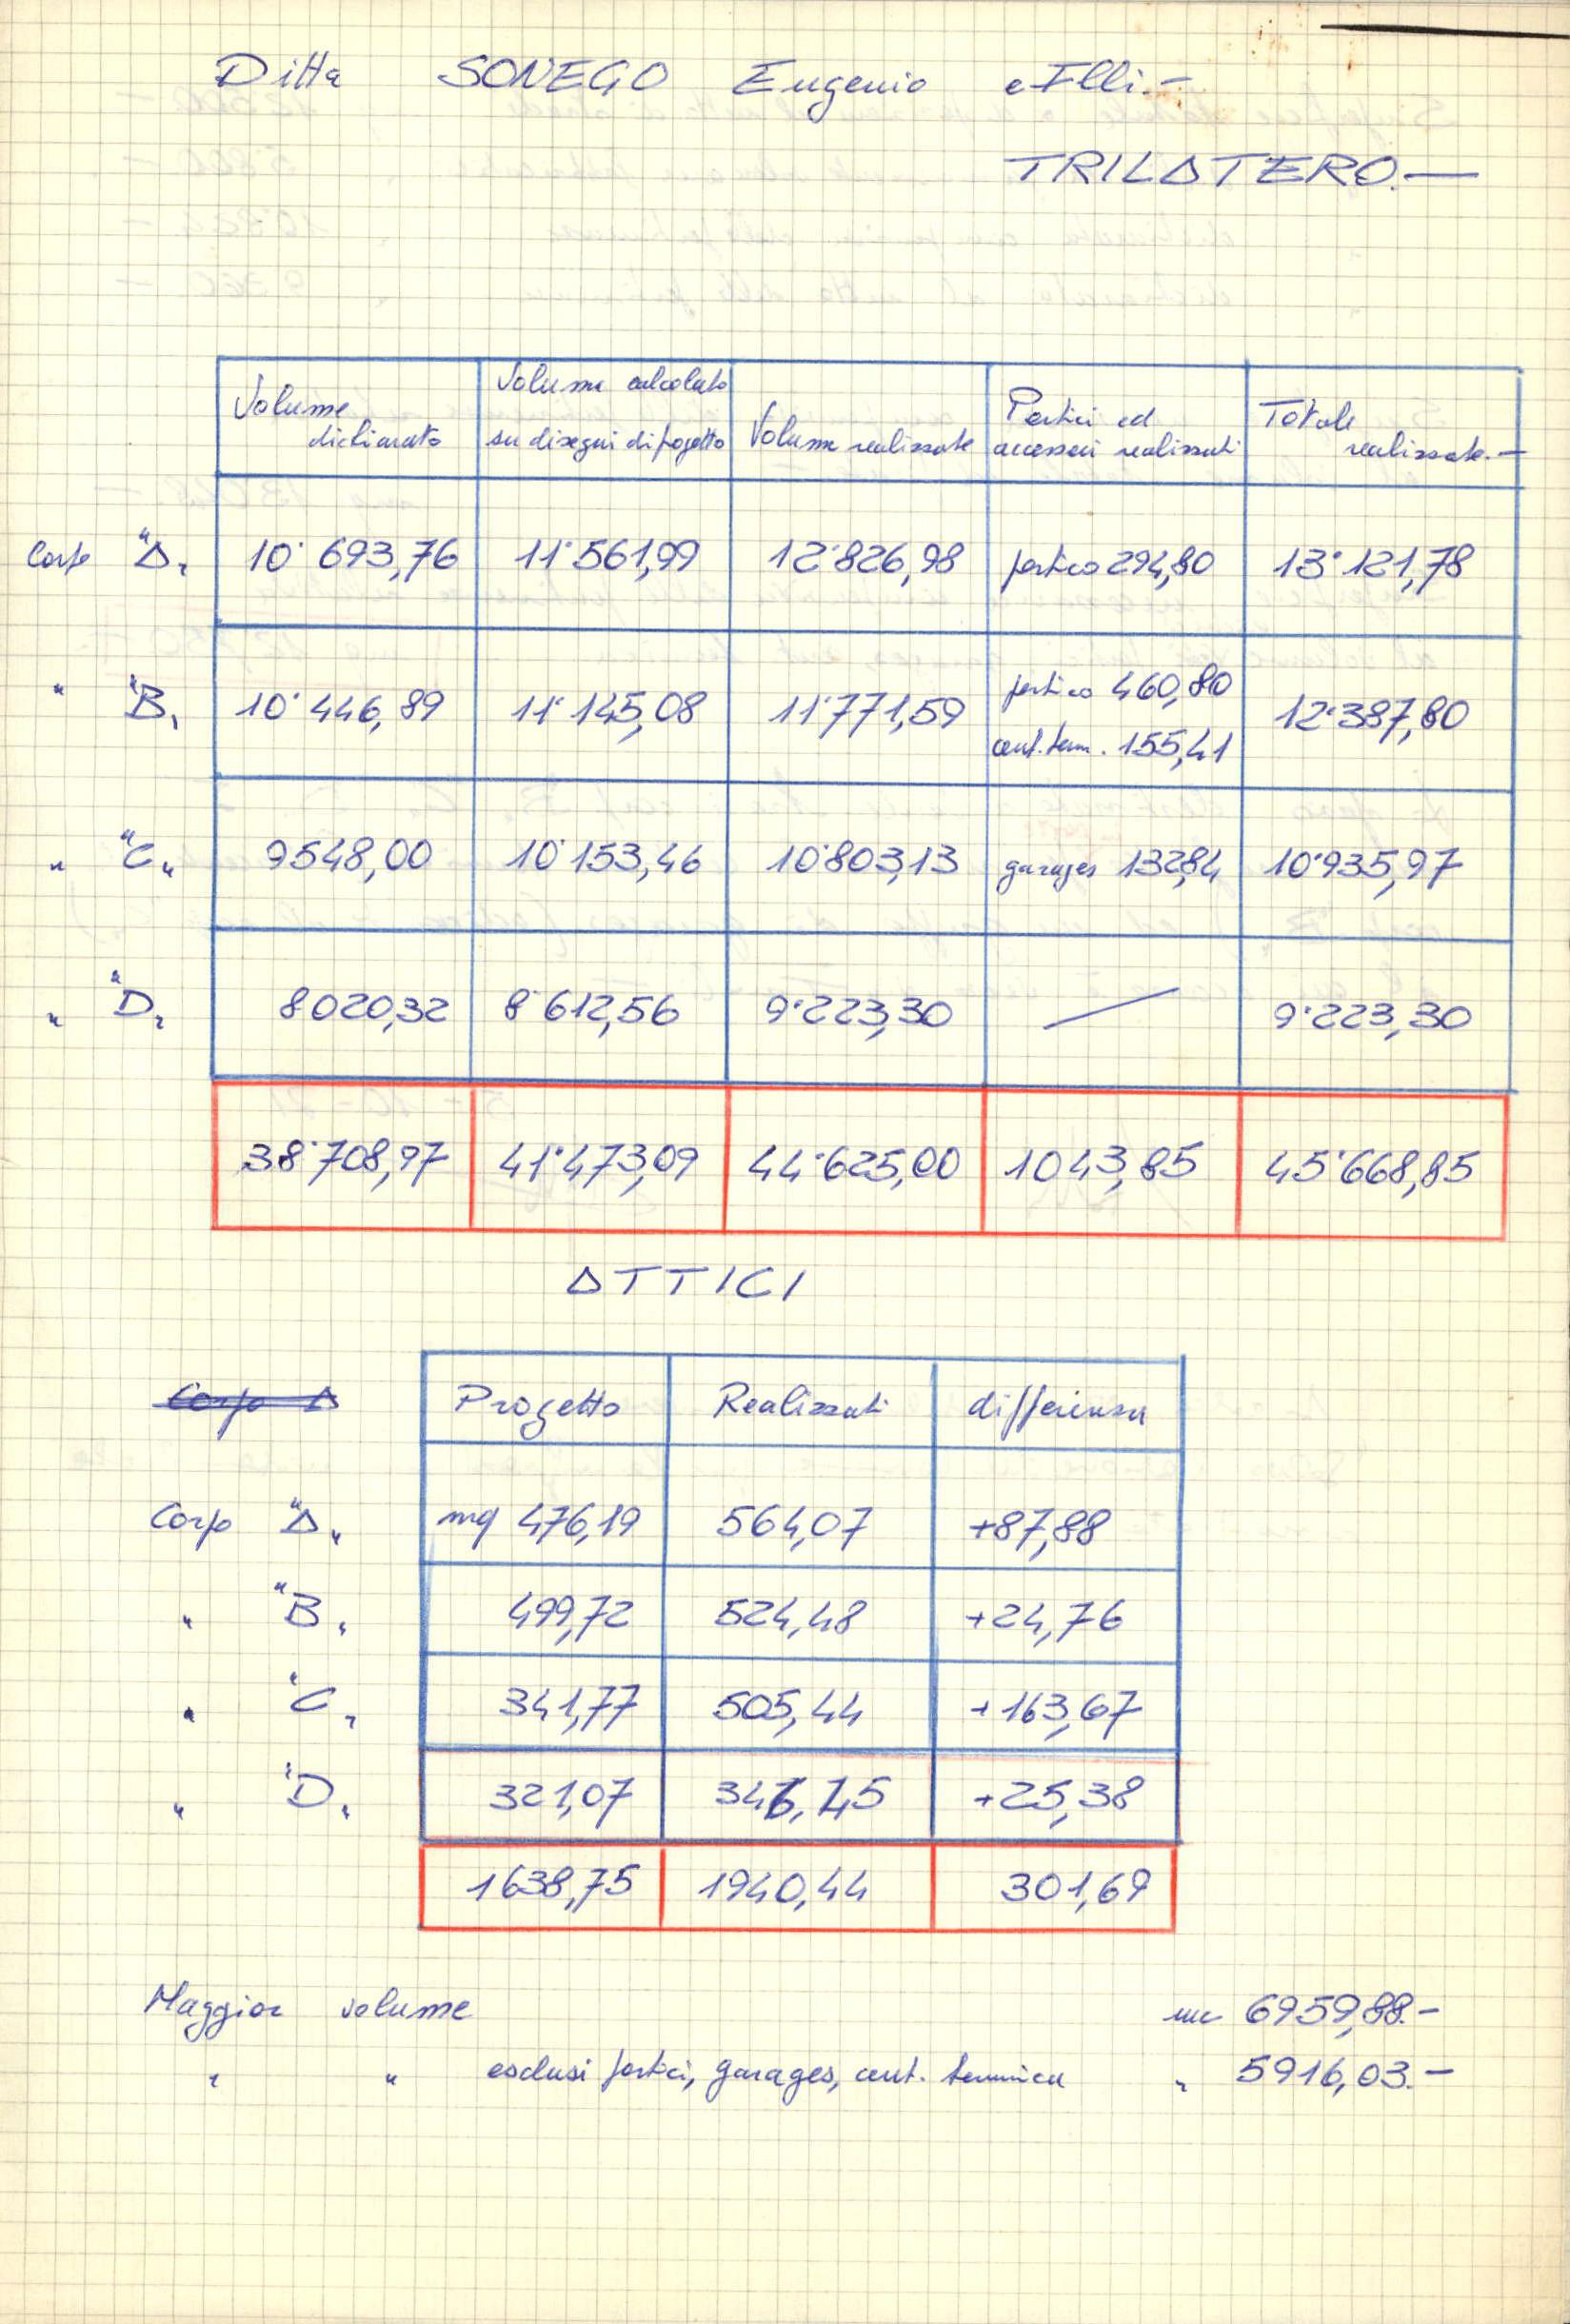 Ditta SONEGO Eugenio e Flli.-
TRILATERO.-
Volume dichiarato | Volume calcolato su disegni di progetto | Volume realizzato | Portici ed accessori realizzati | Totale realizzato.-
Corpo "A" | 10˙693,76 | 11˙561,99 | 12˙826,98 | portico 294,80 | 13˙121,78
" "B" | 10˙446,89 | 11˙145,08 | 11˙771,59 | portico 460,80 cent. term. 155,41 | 12˙387,80
" "C" | 9548,00 | 10˙153,46 | 10˙803,13 | garages 132,84 | 10˙935,97
" "D" | 8020,32 | 8˙612,56 | 9˙223,30 | — | 9˙223,30
38˙708,97 | 41˙473,09 | 44˙625,00 | 1043,85 | 45˙668,85
ATTICI
Corpo A | Progetto | Realizzati | differenza
Corpo "A" | mq 476,19 | 564,07 | +87,88
" "B" | 499,72 | 524,48 | +24,76
" "C" | 341,77 | 505,44 | +163,67
" "D" | 321,07 | 346,45 | +25,38
1638,75 | 1940,44 | 301,69
Maggior volume mc 6959,88.-
" " esclusi portici, garages, cent. termica " 5916,03.-